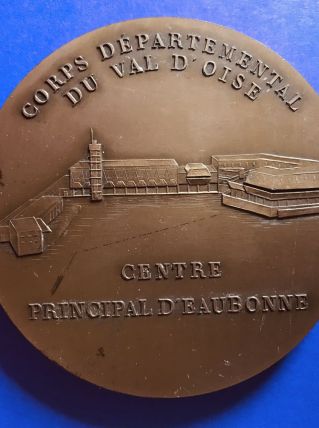 CORPS DÉPARTEMENTAL
DU VAL D'OISE
CENTRE
PRINCIPAL D'EAUBONNE